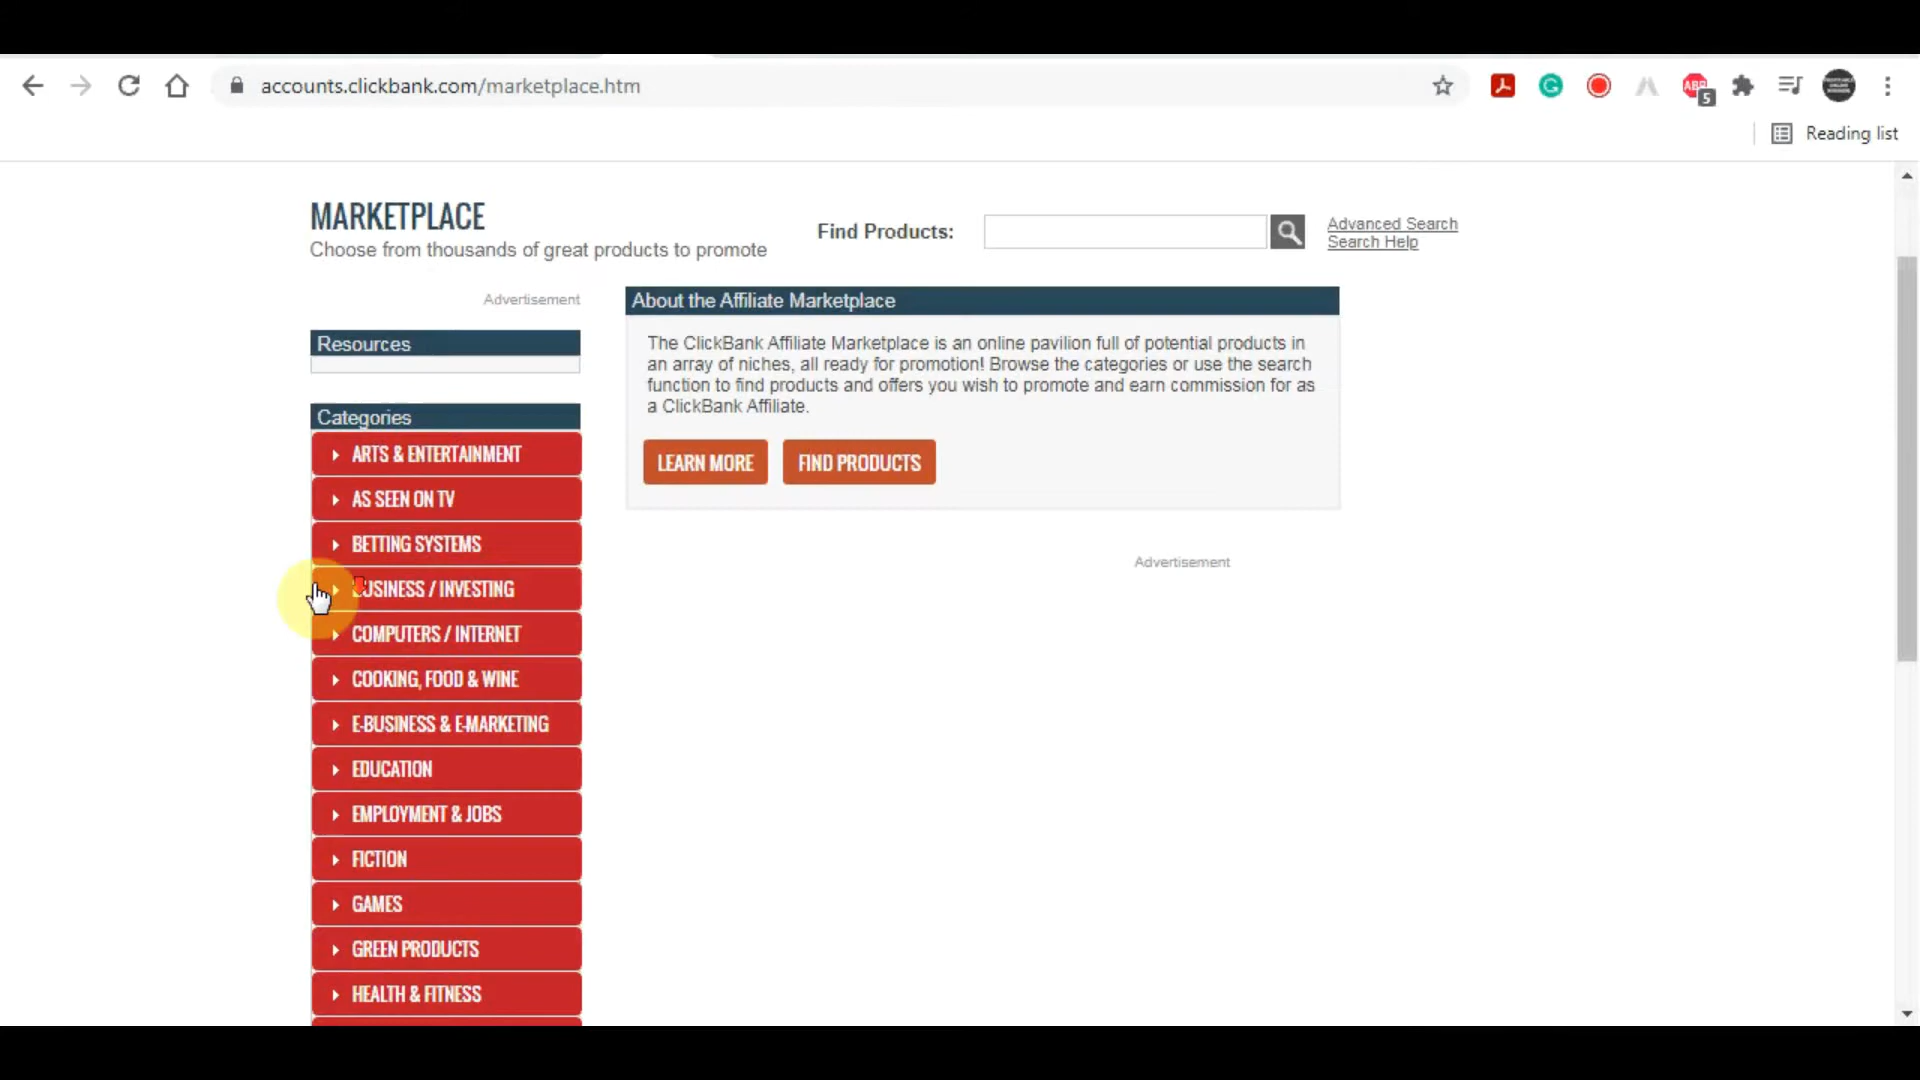 accounts.clickbank.com/marketplace.htm
ABP
5
Reading list
MARKETPLACE
Choose from thousands of great products to promote
Find Products:
Advanced Search
Search Help
Advertisement
Resources
Categories
ARTS & ENTERTAINMENT
AS SEEN ON TV
BETTING SYSTEMS
BUSINESS / INVESTING
COMPUTERS / INTERNET
COOKING, FOOD & WINE
E-BUSINESS & E-MARKETING
EDUCATION
EMPLOYMENT & JOBS
FICTION
GAMES
GREEN PRODUCTS
HEALTH & FITNESS
About the Affiliate Marketplace
The ClickBank Affiliate Marketplace is an online pavilion full of potential products in
an array of niches, all ready for promotion! Browse the categories or use the search
function to find products and offers you wish to promote and earn commission for as
a ClickBank Affiliate.
LEARN MORE
FIND PRODUCTS
Advertisement